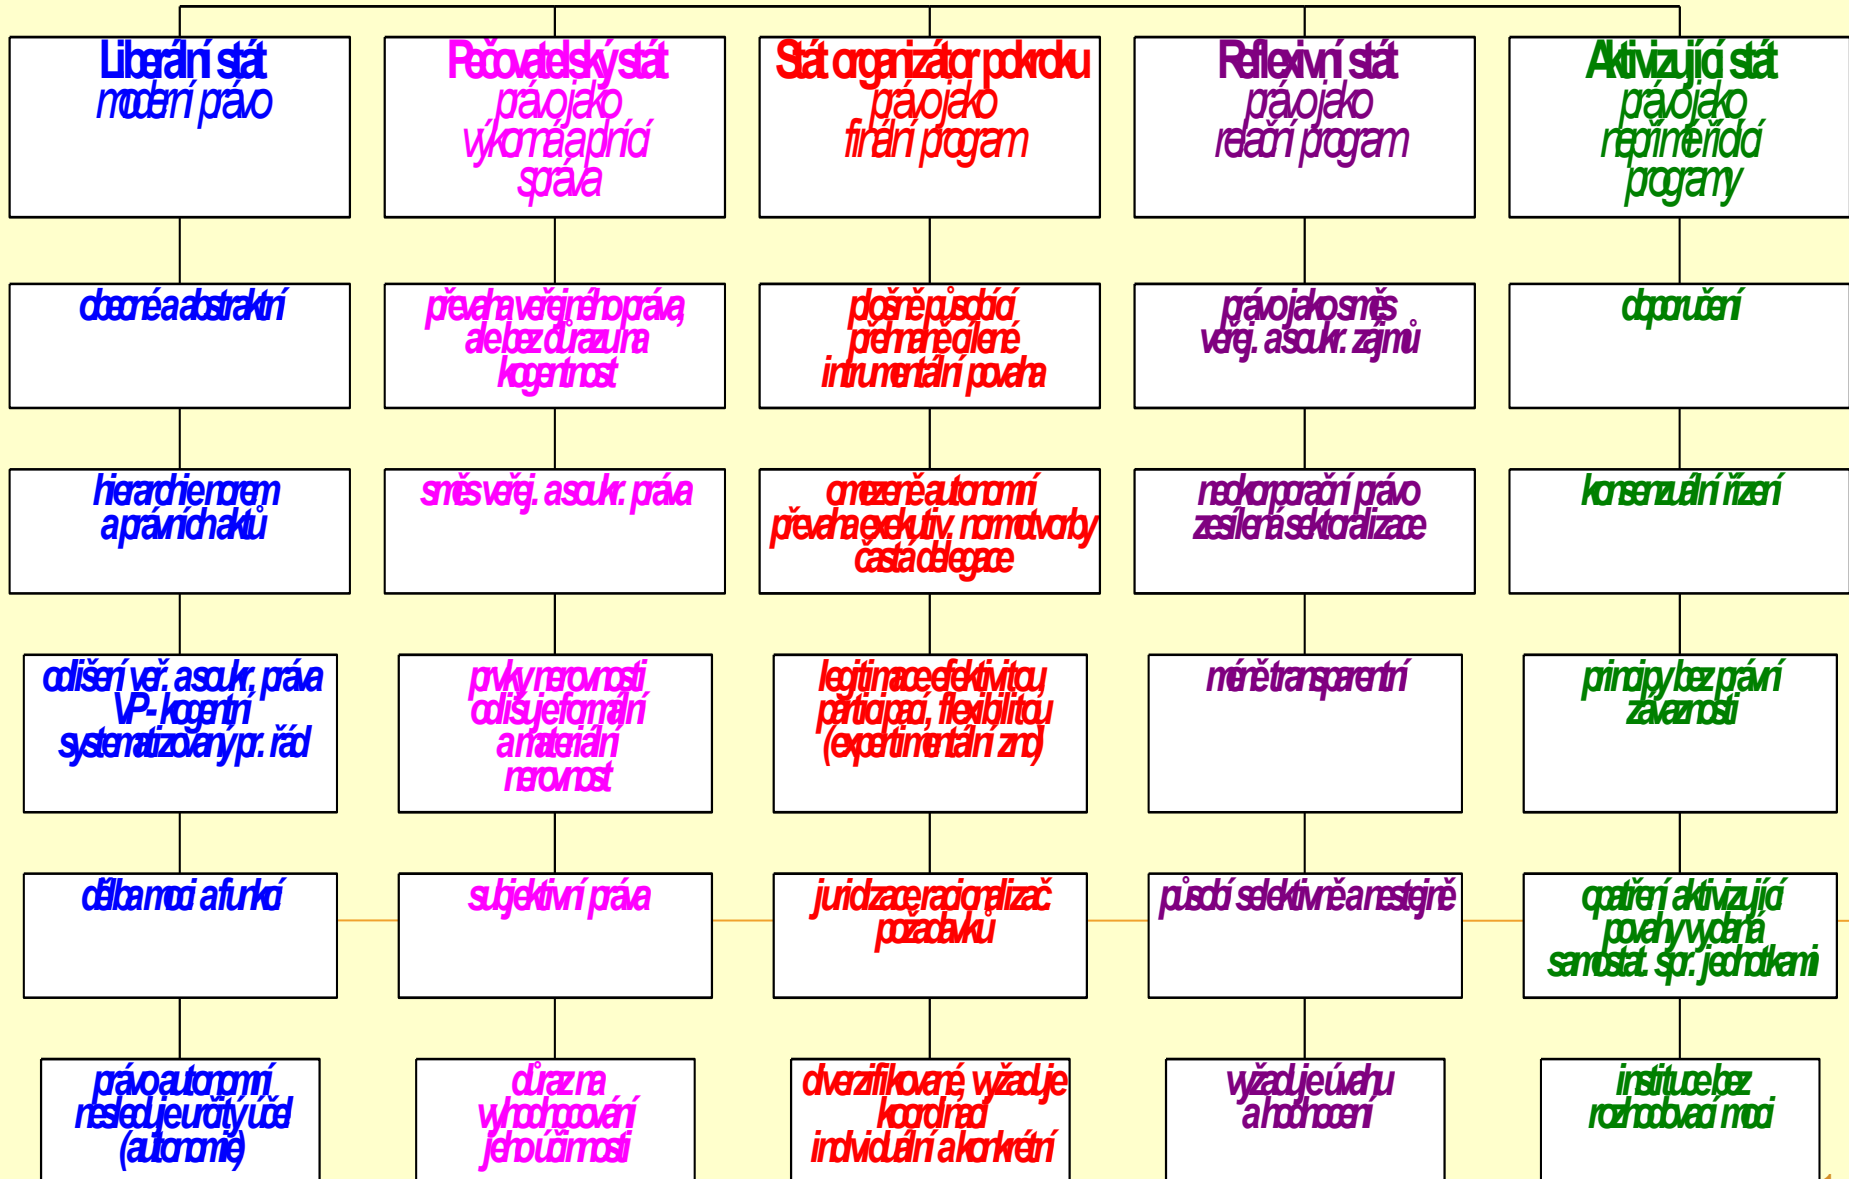 Liberální stát
moderní právo
Pečovatelský stát
právo jako
výkonná a plnící
správa
Stát organizátor pokroku
právo jako
finální program
Reflexivní stát
právo jako
relační program
Aktivizující stát
právo jako
nepřímé řídící
programy
obecné a abstraktní
převaha veřejného práva,
ale bez důrazu na
kogentnost
plošně působící
přehnaně cílené
intrumentální povaha
právo jako směs
veřej. a soukr. zájmů
doporučení
hierarchie norem
a právních aktů
směs veřej. a soukr. práva
omezeně autonomní
převaha exekutiv. normotvorby
častá delegace
neokorporační právo
zesílená sektoralizace
konsenzuální řízení
odlišení veř. a soukr. práva
VP - kogentní
systematizovaný pr. řád
prvky nerovnosti
odlišuje formální
a materiální
nerovnost
legitimace efektivitou,
participací, flexibilitou
(experimentální znd)
méně transparentní
principy bez právní
závaznosti
dělba moci a funkcí
subjektivní práva
juridizace racionalizač.
požadavků
působí selektivně a nestejně
opatření aktivizující
povahy vydaná
samostat. spr. jednotkami
právo autonomní
nesleduje určitý účel
(autonomie)
důraz na
vyhodnocování
jeho účinnosti
diverzifikované, vyžaduje
koordinaci
individuální a konkrétní
vyžaduje úvahu
a hodnocení
instituce bez
rozhodovací moci